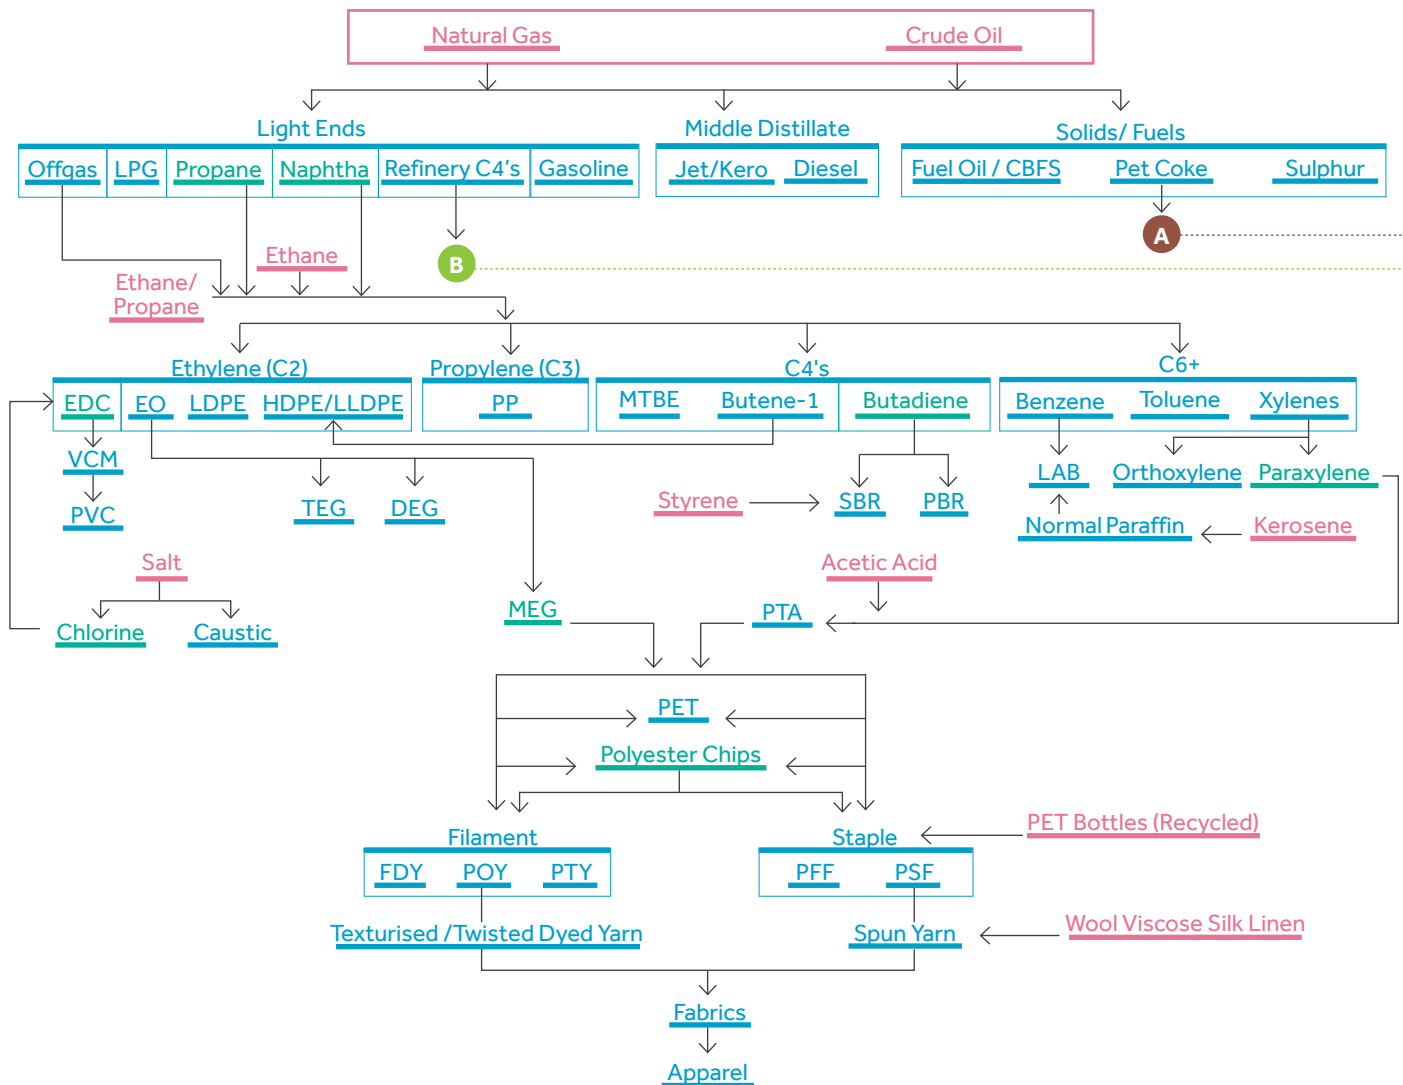 Natural Gas
Crude Oil
Light Ends
Middle Distillate
Solids/ Fuels
Offgas
LPG
Propane
Naphtha
Refinery C4's
Gasoline
Jet/Kero
Diesel
Fuel Oil / CBFS
Pet Coke
Sulphur
A
B
Ethane
Ethane/
Propane
Ethylene (C2)
Propylene (C3)
C4's
C6+
EDC
EO
LDPE
HDPE/LLDPE
PP
MTBE
Butene-1
Butadiene
Benzene
Toluene
Xylenes
VCM
PVC
TEG
DEG
Styrene
SBR
PBR
LAB
Orthoxylene
Paraxylene
Normal Paraffin
Kerosene
Salt
Acetic Acid
Chlorine
Caustic
MEG
PTA
PET
Polyester Chips
Filament
Staple
PET Bottles (Recycled)
FDY
POY
PTY
PFF
PSF
Texturised /Twisted Dyed Yarn
Spun Yarn
Wool Viscose Silk Linen
Fabrics
Apparel